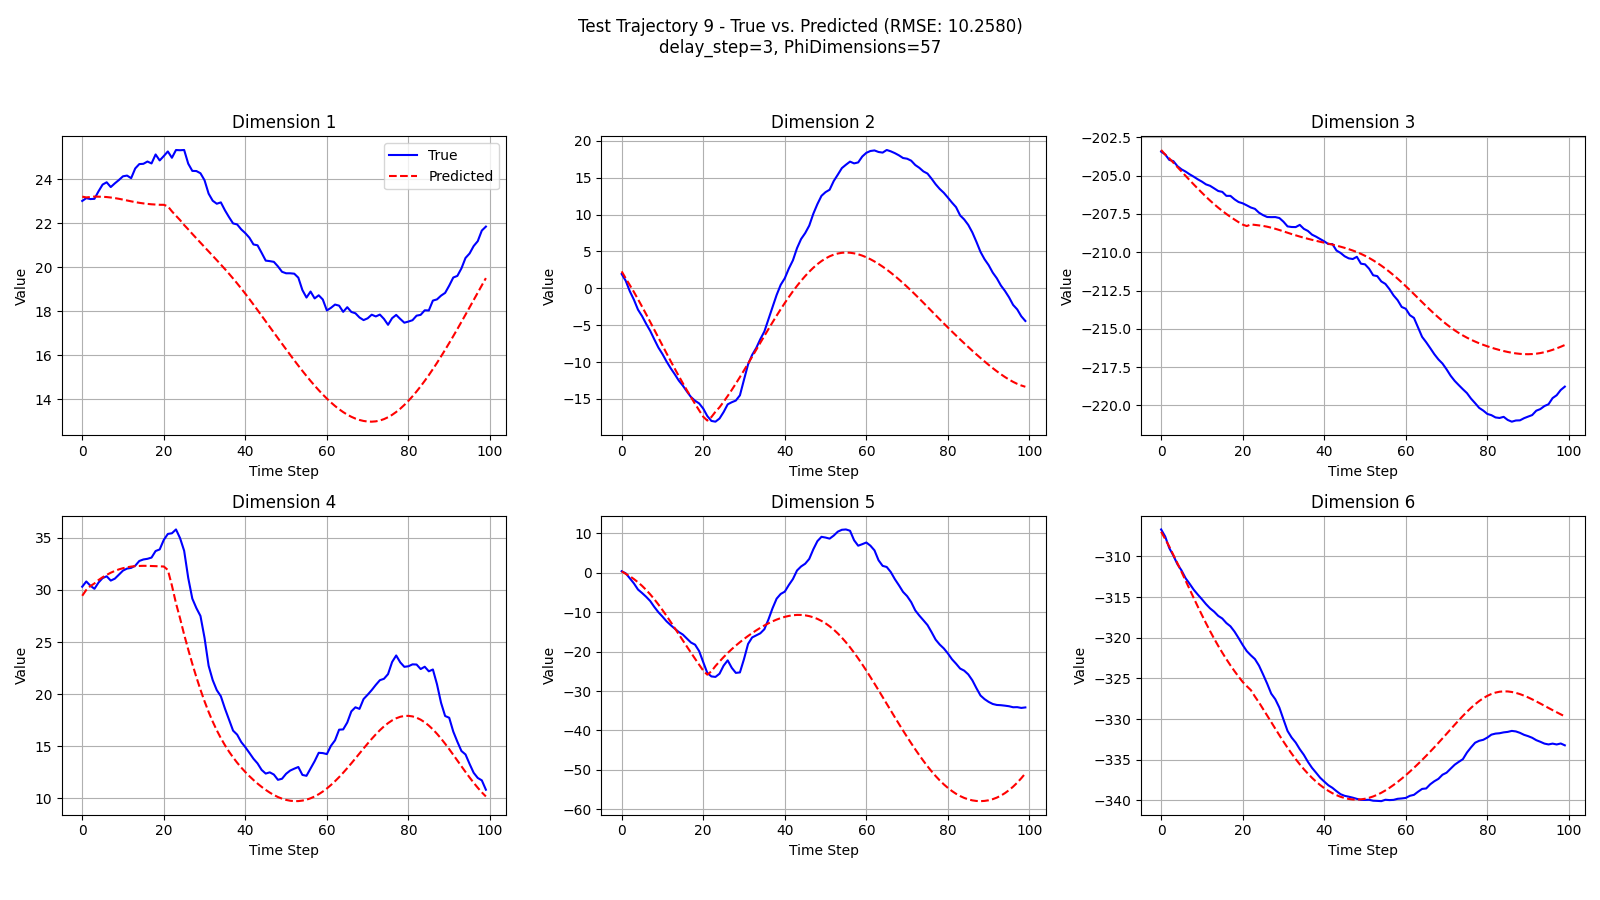 Test Trajectory 9 - True vs. Predicted (RMSE: 10.2580)
delay_step=3, PhiDimensions=57
Dimension 1
True
Predicted
24
22
20
18
16
14
Value
0 20 40 60 80 100
Time Step
Dimension 2
20
15
10
5
0
−5
−10
−15
Value
0 20 40 60 80 100
Time Step
Dimension 3
−202.5
−205.0
−207.5
−210.0
−212.5
−215.0
−217.5
−220.0
Value
0 20 40 60 80 100
Time Step
Dimension 4
35
30
25
20
15
10
Value
0 20 40 60 80 100
Time Step
Dimension 5
10
0
−10
−20
−30
−40
−50
−60
Value
0 20 40 60 80 100
Time Step
Dimension 6
−310
−315
−320
−325
−330
−335
−340
Value
0 20 40 60 80 100
Time Step